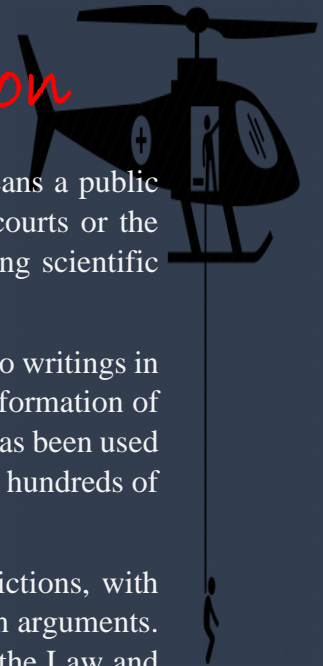 on
ans a public
courts or the
ng scientific
o writings in
formation of
as been used
hundreds of
ictions, with
n arguments.
the Law and